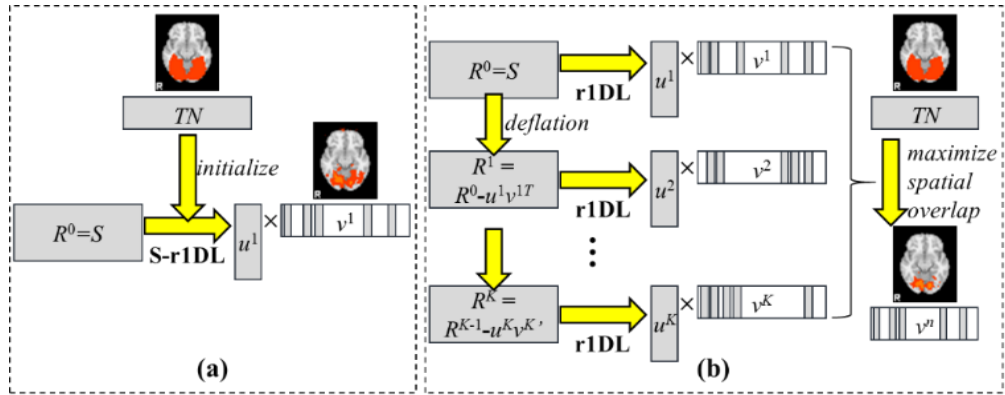 R
TN
initialize
R
R⁰=S
S-r1DL
u¹
×
v¹
(a)
R⁰=S
r1DL
u¹
×
v¹
deflation
R¹ =
R⁰-u¹v¹ᵀ
r1DL
u²
×
v²
⋮
Rᴷ =
Rᴷ⁻¹-uᴷvᴷ’
r1DL
uᴷ
×
vᴷ
R
TN
maximize
spatial
overlap
R
vⁿ
(b)